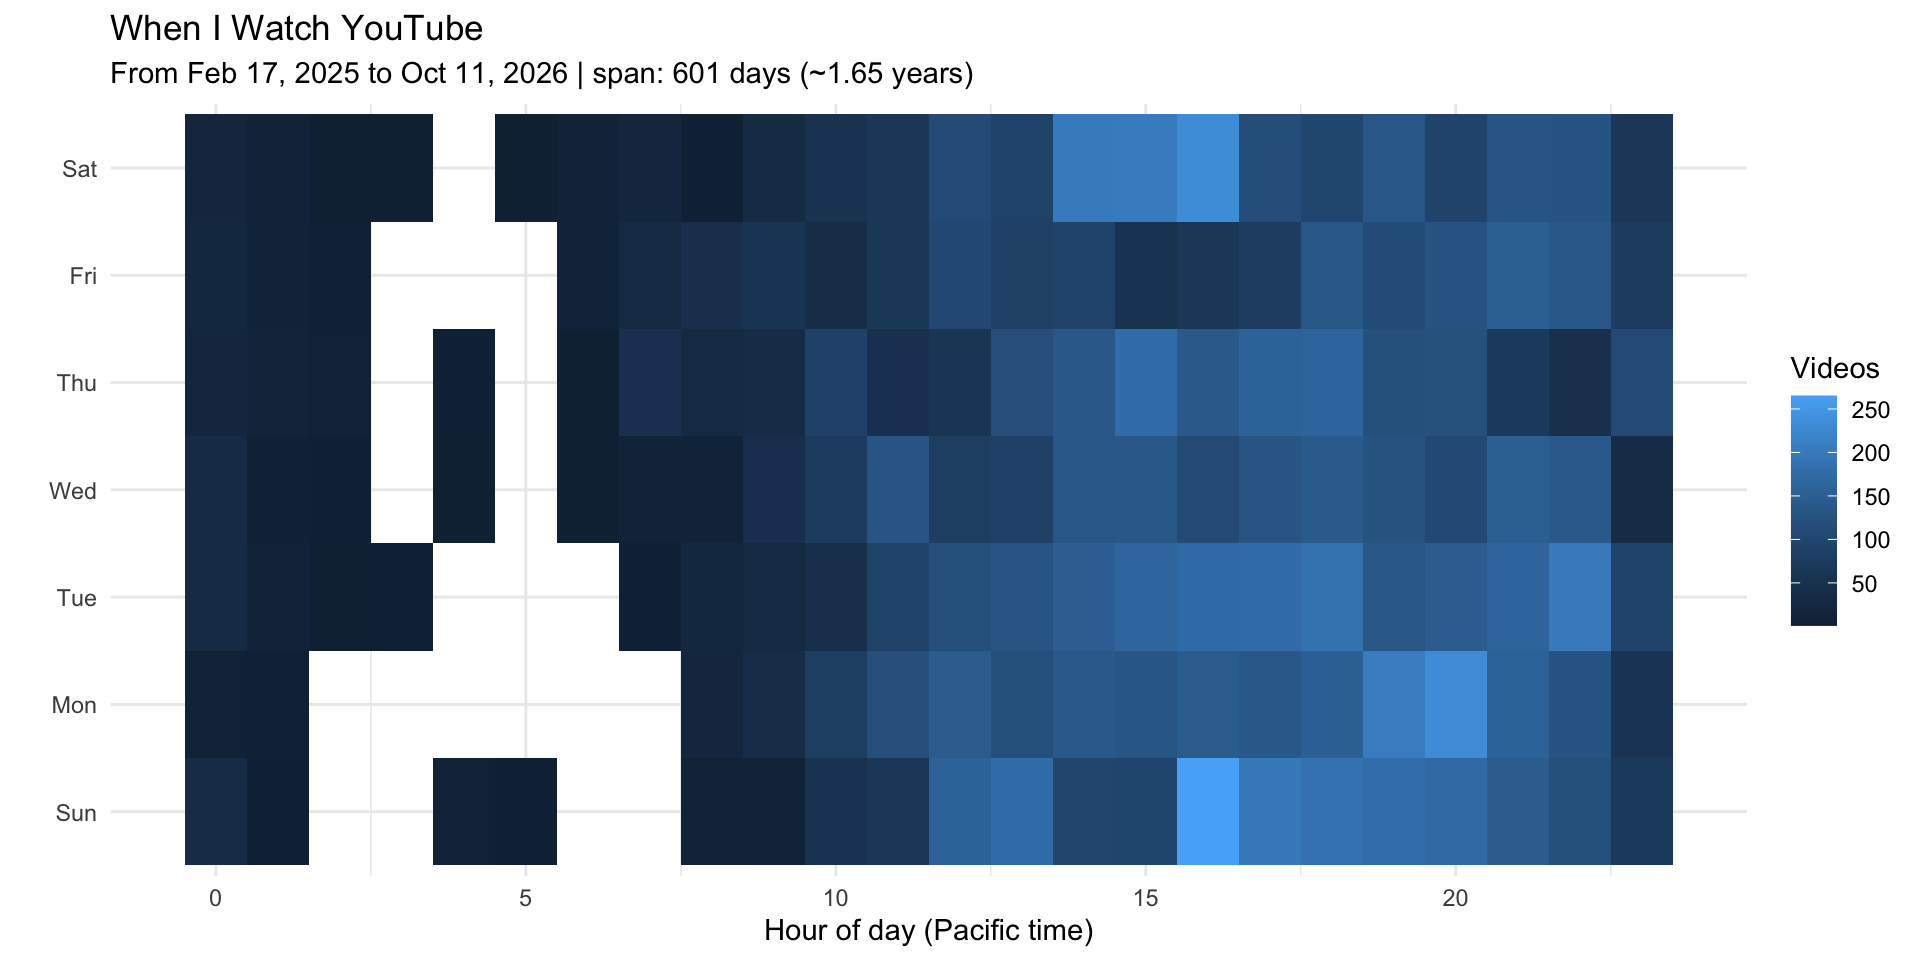 When I Watch YouTube
From Feb 17, 2025 to Oct 11, 2026 | span: 601 days (~1.65 years)
Sat
Fri
Thu
Wed
Tue
Mon
Sun
0 5 10 15 20
Hour of day (Pacific time)
Videos
250
200
150
100
50